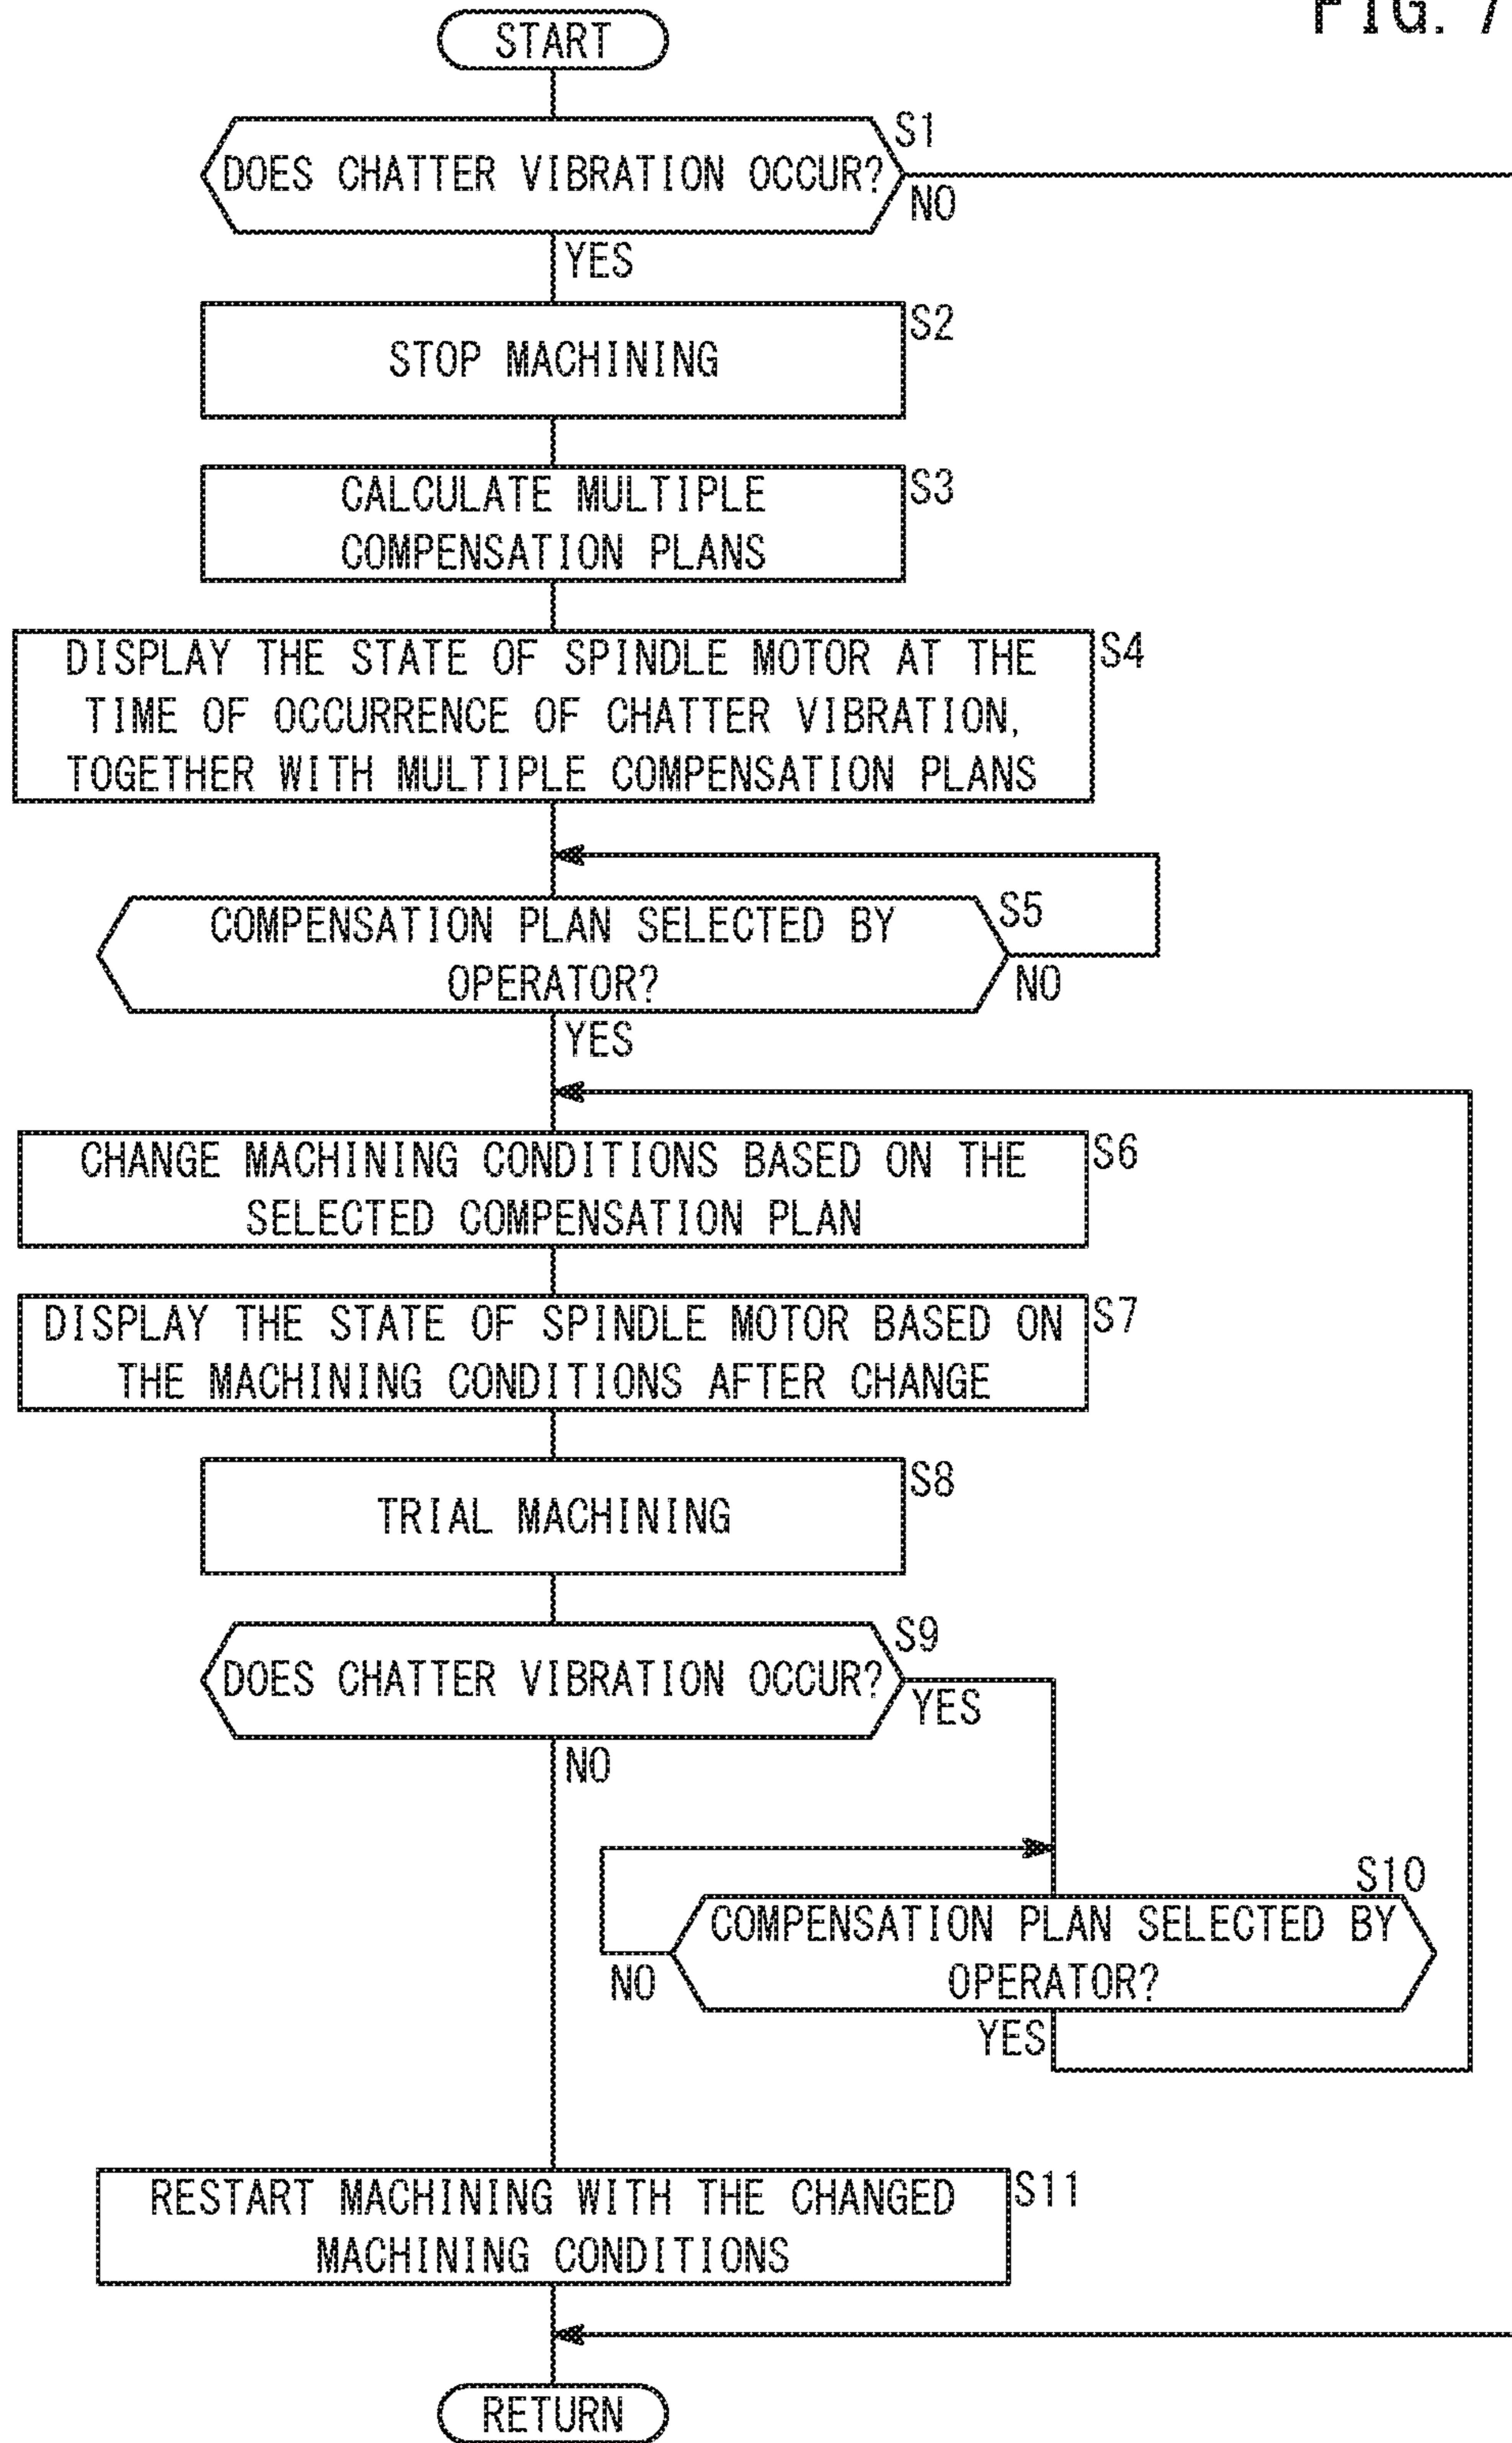 FIG. 7
START
S1
DOES CHATTER VIBRATION OCCUR?
NO
YES
S2
STOP MACHINING
S3
CALCULATE MULTIPLE
COMPENSATION PLANS
S4
DISPLAY THE STATE OF SPINDLE MOTOR AT THE
TIME OF OCCURRENCE OF CHATTER VIBRATION,
TOGETHER WITH MULTIPLE COMPENSATION PLANS
S5
COMPENSATION PLAN SELECTED BY
OPERATOR?
NO
YES
S6
CHANGE MACHINING CONDITIONS BASED ON THE
SELECTED COMPENSATION PLAN
S7
DISPLAY THE STATE OF SPINDLE MOTOR BASED ON
THE MACHINING CONDITIONS AFTER CHANGE
S8
TRIAL MACHINING
S9
DOES CHATTER VIBRATION OCCUR?
YES
NO
S10
COMPENSATION PLAN SELECTED BY
OPERATOR?
NO
YES
S11
RESTART MACHINING WITH THE CHANGED
MACHINING CONDITIONS
RETURN